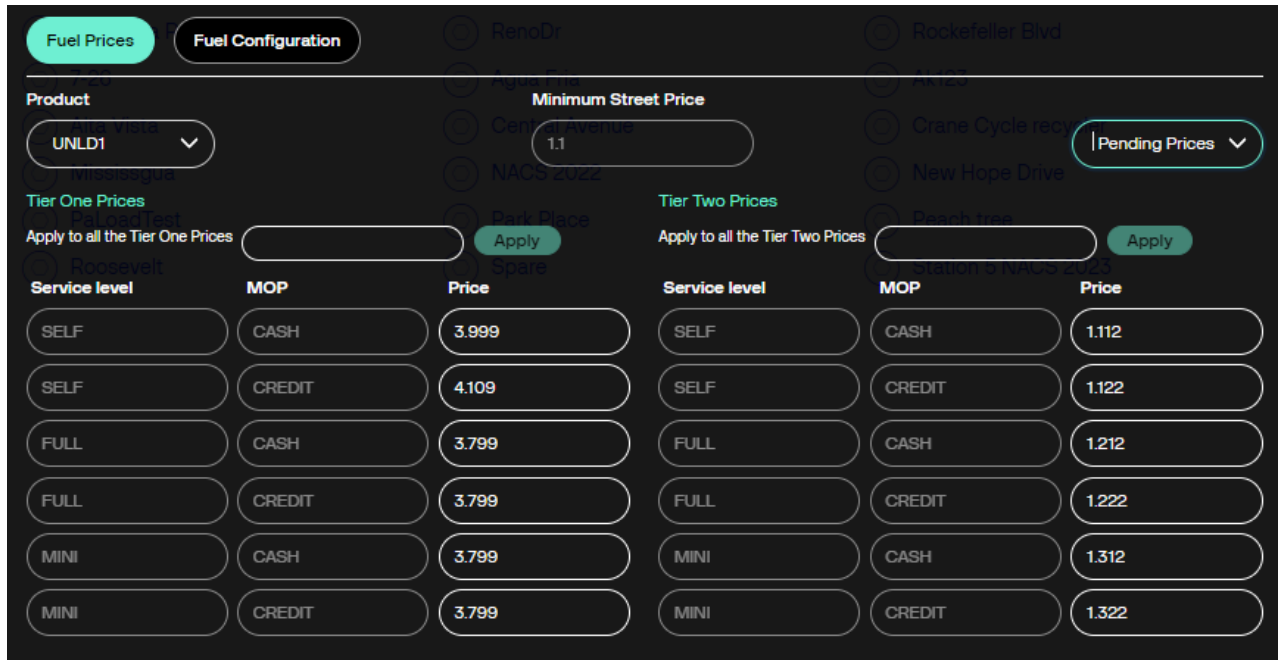 Fuel Prices Fuel Configuration RenoDr Rockefeller Blvd
7-26 Agua Fria Ak123
Product Minimum Street Price
Alta Vista Central Avenue Crane Cycle recycler
UNLD1 1.1 Pending Prices
Mississgua NACS 2022 New Hope Drive
Tier One Prices Tier Two Prices
PaLoadTest Park Place Peach tree
Apply to all the Tier One Prices Apply Apply to all the Tier Two Prices Apply
Roosevelt Spare Station 5 NACS 2023
Service level MOP Price Service level MOP Price
SELF CASH 3.999 SELF CASH 1.112
SELF CREDIT 4.109 SELF CREDIT 1.122
FULL CASH 3.799 FULL CASH 1.212
FULL CREDIT 3.799 FULL CREDIT 1.222
MINI CASH 3.799 MINI CASH 1.312
MINI CREDIT 3.799 MINI CREDIT 1.322